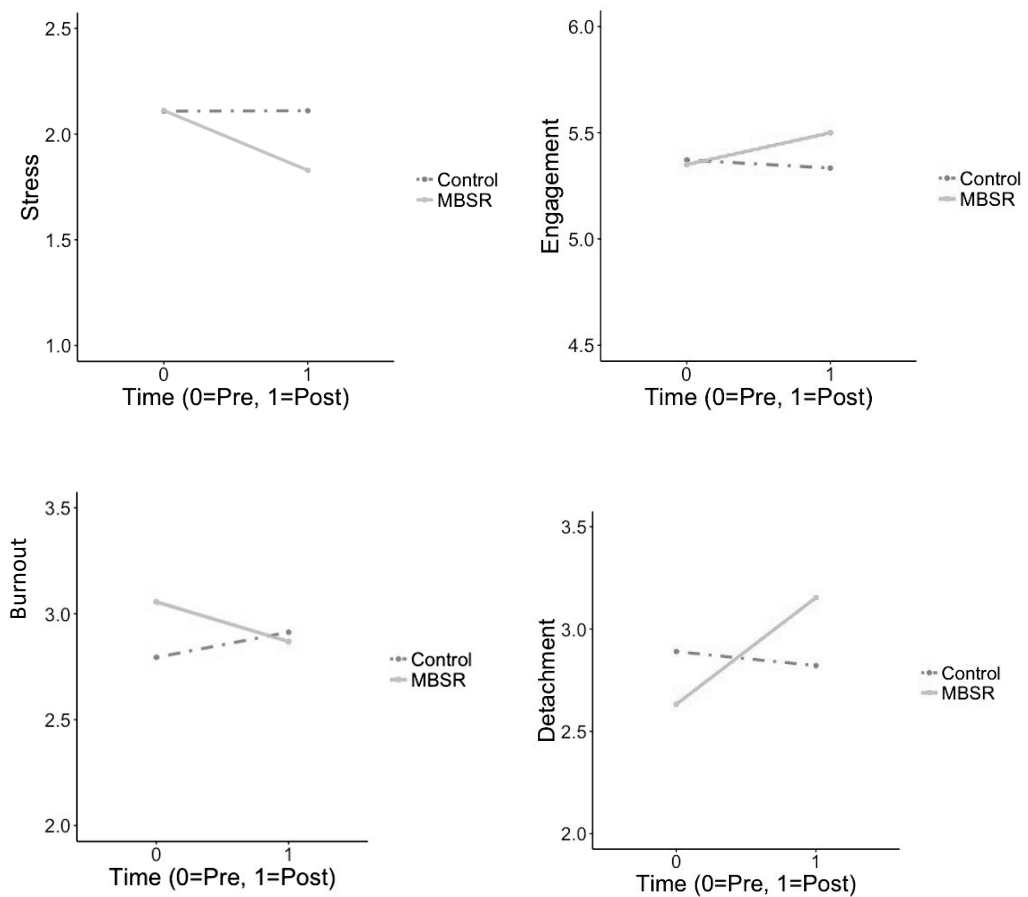 2.5
2.0
1.5
1.0
Stress
0 1
Time (0=Pre, 1=Post)
Control
MBSR
6.0
5.5
5.0
4.5
Engagement
0 1
Time (0=Pre, 1=Post)
Control
MBSR
3.5
3.0
2.5
2.0
Burnout
0 1
Time (0=Pre, 1=Post)
Control
MBSR
3.5
3.0
2.5
2.0
Detachment
0 1
Time (0=Pre, 1=Post)
Control
MBSR